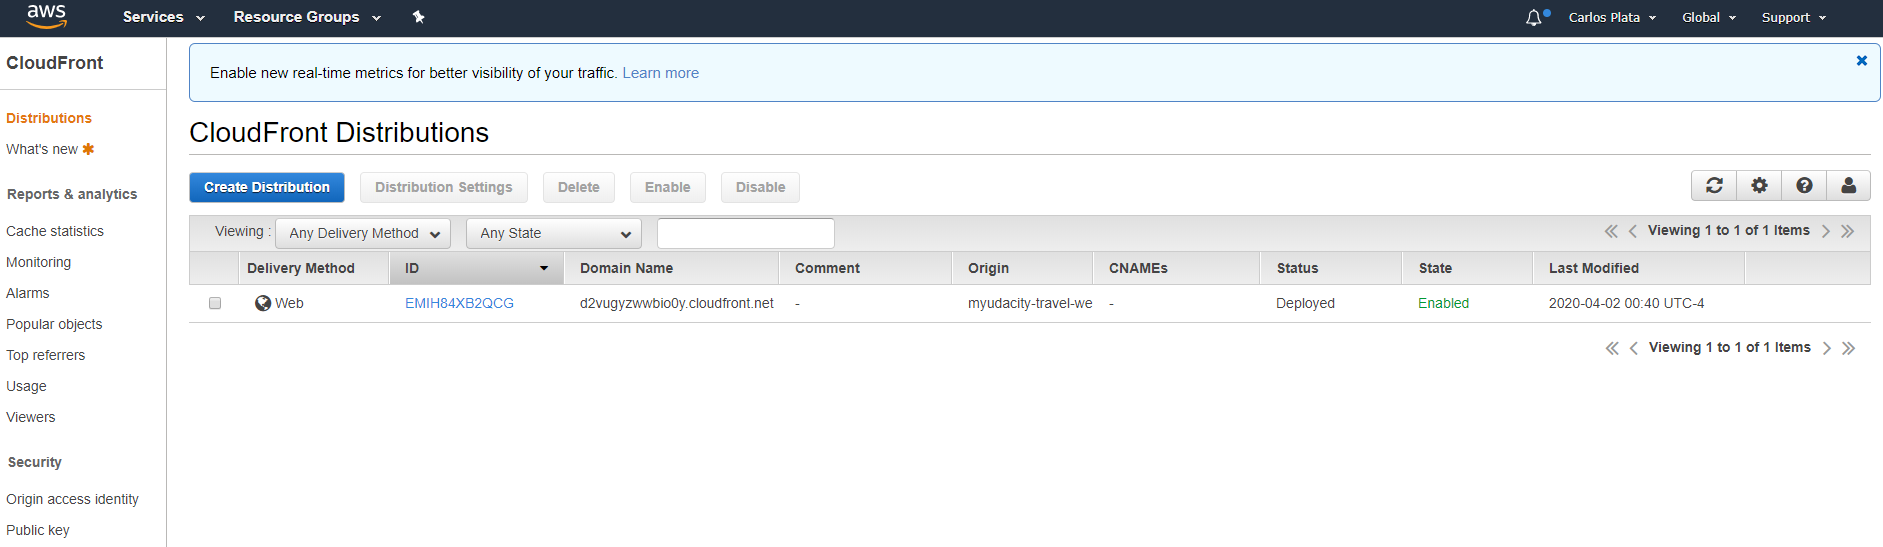 aws Services Resource Groups Carlos Plata Global Support
CloudFront
Distributions
What's new
Reports & analytics
Cache statistics
Monitoring
Alarms
Popular objects
Top referrers
Usage
Viewers
Security
Origin access identity
Public key
Enable new real-time metrics for better visibility of your traffic. Learn more
CloudFront Distributions
Create Distribution Distribution Settings Delete Enable Disable
Viewing : Any Delivery Method Any State Viewing 1 to 1 of 1 Items
Delivery Method ID Domain Name Comment Origin CNAMEs Status State Last Modified
Web EMIH84XB2QCG d2vugyzwwbio0y.cloudfront.net - myudacity-travel-we - Deployed Enabled 2020-04-02 00:40 UTC-4
Viewing 1 to 1 of 1 Items